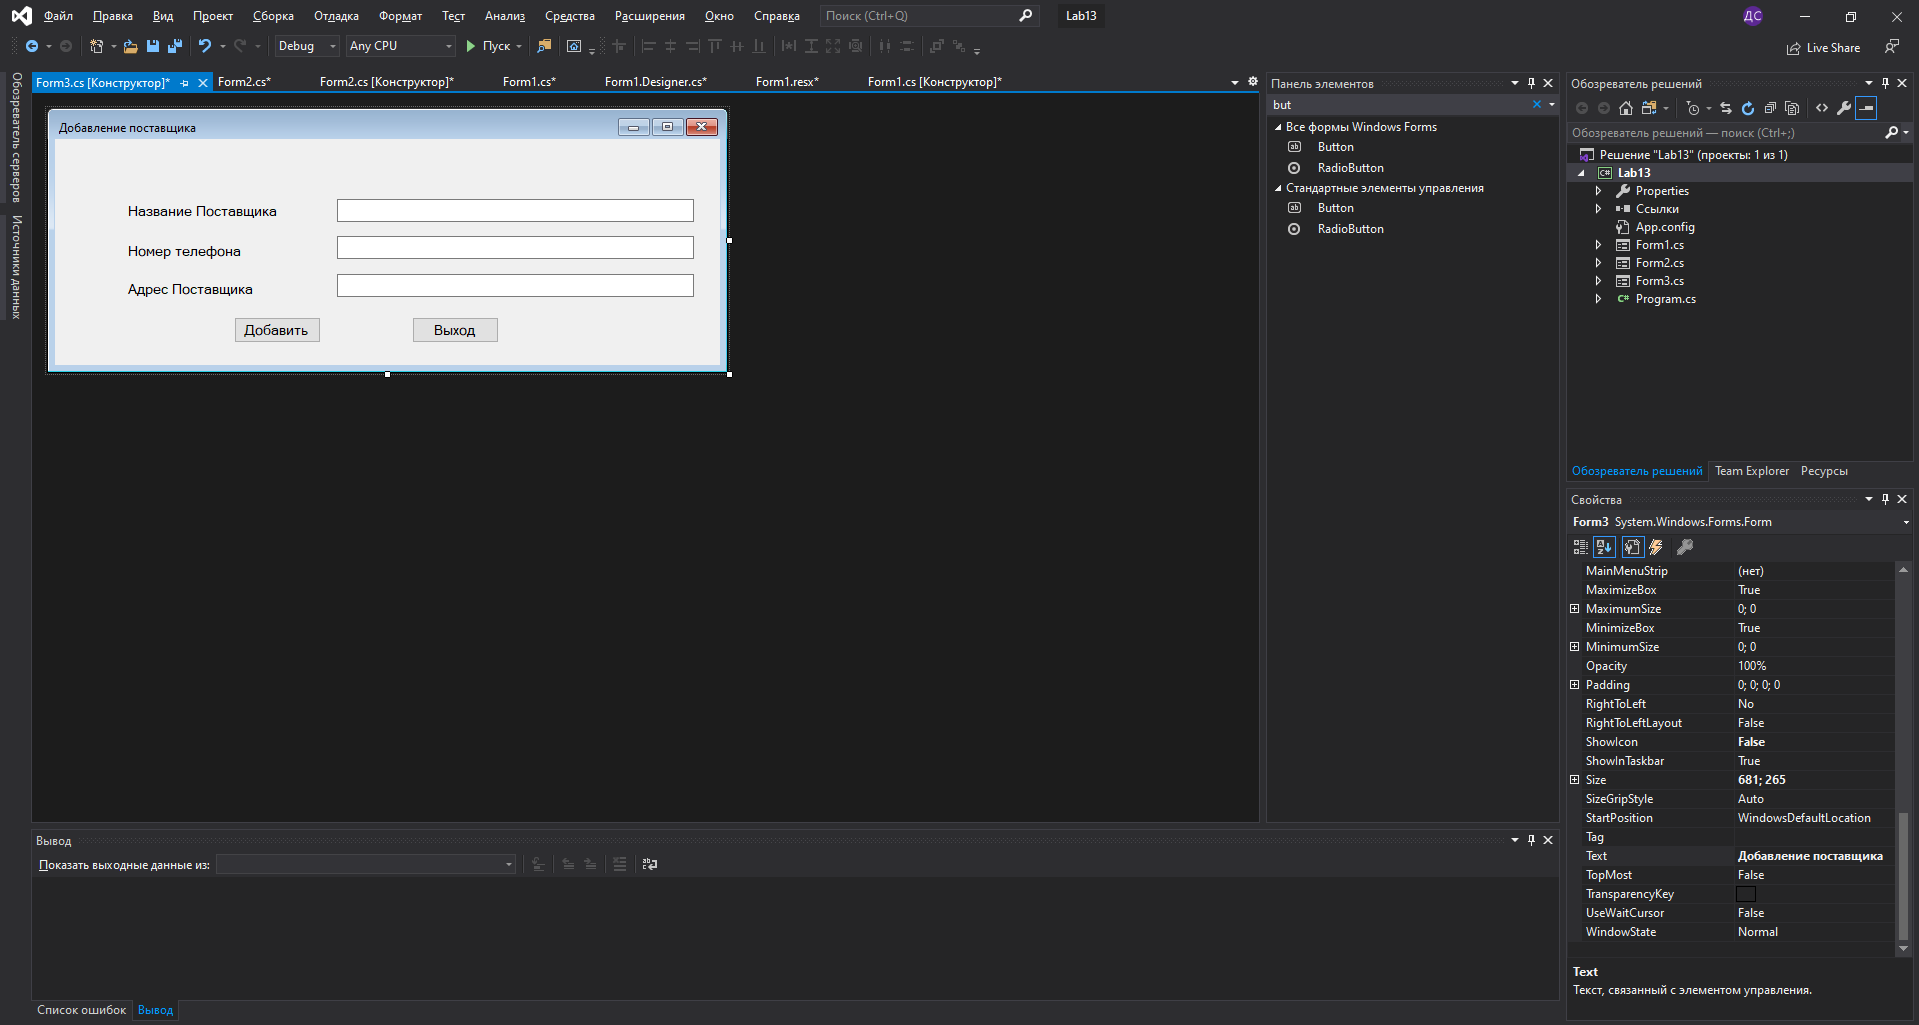 Файл Правка Вид Проект Сборка Отладка Формат Тест Анализ Средства Расширения Окно Справка Поиск (Ctrl+Q) Lab13 ДС
Debug Any CPU Пуск Live Share
Обозреватель серверов
Источники данных
Form3.cs [Конструктор]* Form2.cs* Form2.cs [Конструктор]* Form1.cs* Form1.Designer.cs* Form1.resx* Form1.cs [Конструктор]*
Добавление поставщика
Название Поставщика
Номер телефона
Адрес Поставщика
Добавить Выход
Панель элементов
but
Все формы Windows Forms
Button
RadioButton
Стандартные элементы управления
Button
RadioButton
Обозреватель решений
Обозреватель решений — поиск (Ctrl+;)
Решение "Lab13" (проекты: 1 из 1)
Lab13
Properties
Ссылки
App.config
Form1.cs
Form2.cs
Form3.cs
Program.cs
Обозреватель решений Team Explorer Ресурсы
Свойства
Form3 System.Windows.Forms.Form
MainMenuStrip (нет)
MaximizeBox True
MaximumSize 0; 0
MinimizeBox True
MinimumSize 0; 0
Opacity 100%
Padding 0; 0; 0; 0
RightToLeft No
RightToLeftLayout False
ShowIcon False
ShowInTaskbar True
Size 681; 265
SizeGripStyle Auto
StartPosition WindowsDefaultLocation
Tag
Text Добавление поставщика
TopMost False
TransparencyKey
UseWaitCursor False
WindowState Normal
Text
Текст, связанный с элементом управления.
Вывод
Показать выходные данные из:
Список ошибок Вывод